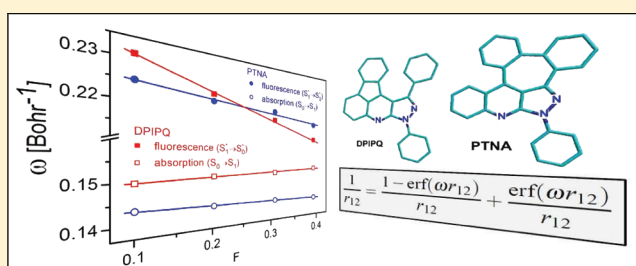 0.23
0.22
0.15
0.14
ω [Bohr⁻¹]
PTNA
fluorescence (S₁'→S₀')
absorption (S₀→S₁)
DPIPQ
fluorescence (S₁'→S₀')
absorption (S₀→S₁)
0.1 0.2 0.3 0.4
F
N N N
DPIPQ
N N N
PTNA
1/r₁₂ = (1 − erf(ωr₁₂))/r₁₂ + erf(ωr₁₂)/r₁₂